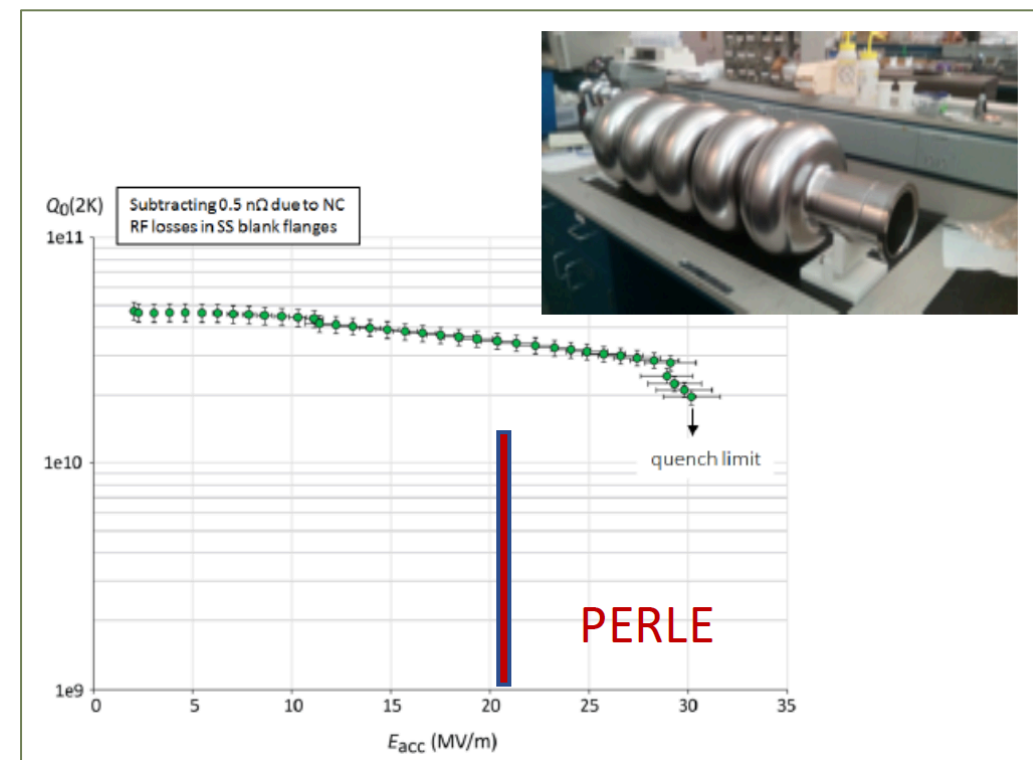 Q0(2K)
Subtracting 0.5 nΩ due to NC
RF losses in SS blank flanges
1e11
1e10
quench limit
PERLE
1e9
0 5 10 15 20 25 30 35
Eacc (MV/m)